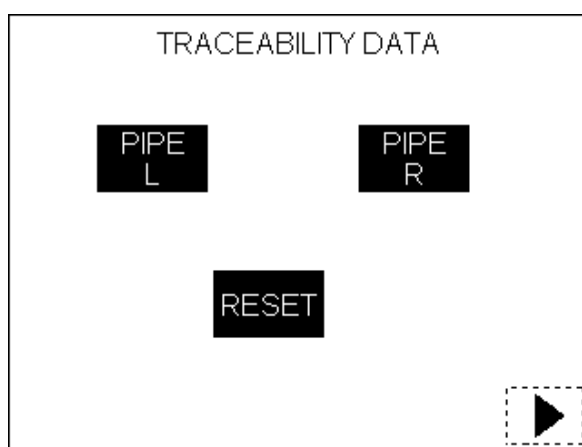 TRACEABILITY DATA
PIPE
L
PIPE
R
RESET